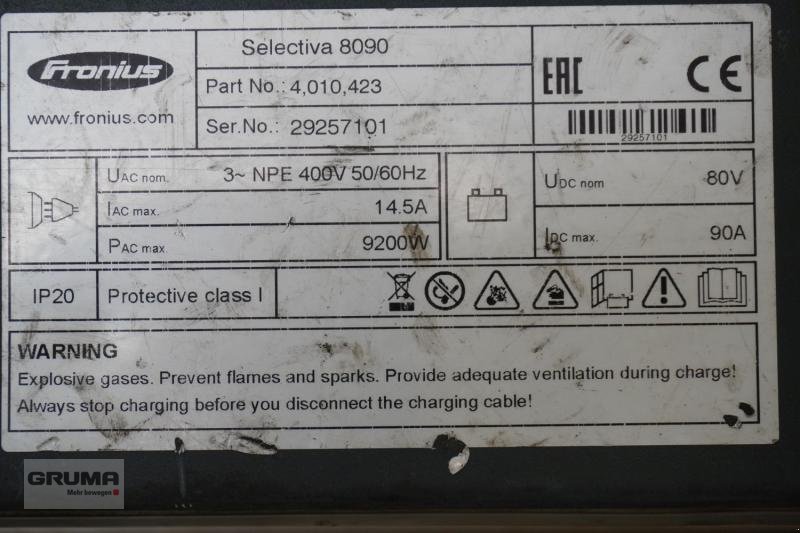 Fronius
www.fronius.com
Selectiva 8090
Part No.: 4,010,423
Ser.No.: 29257101
EAC CE
29257101
UAC nom. 3~ NPE 400V 50/60Hz
IAC max. 14.5A
PAC max. 9200W
UDC nom 80V
IDC max. 90A
IP20
Protective class I
WARNING
Explosive gases. Prevent flames and sparks. Provide adequate ventilation during charge!
Always stop charging before you disconnect the charging cable!
GRUMA
Mehr bewegen